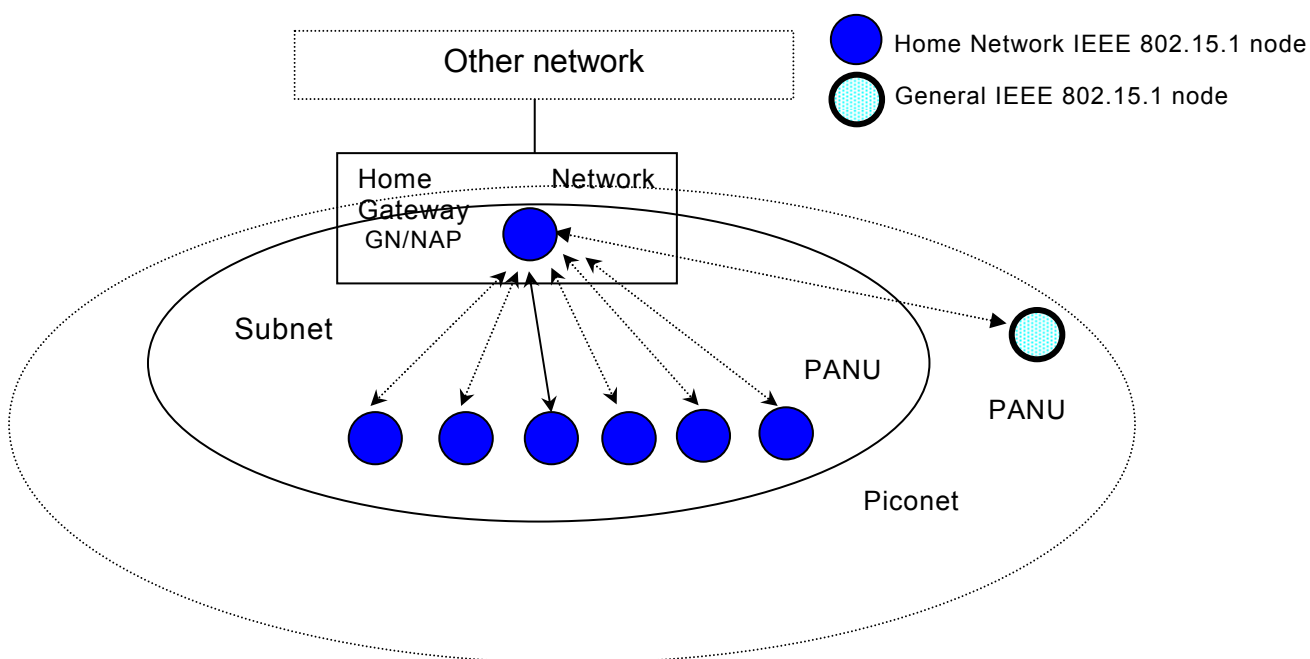 Other network
Home Network IEEE 802.15.1 node
General IEEE 802.15.1 node
Home Network
Gateway
GN/NAP
Subnet
PANU
PANU
Piconet